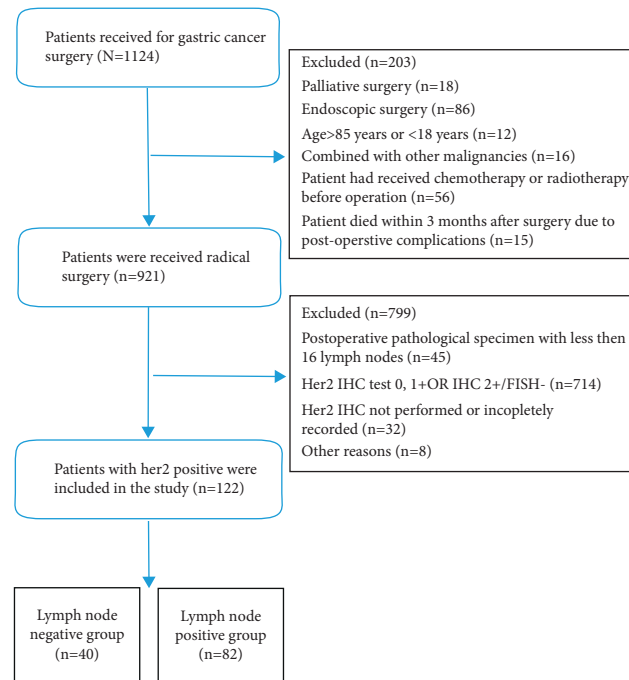 Patients received for gastric cancer
surgery (N=1124)
Excluded (n=203)
Palliative surgery (n=18)
Endoscopic surgery (n=86)
Age>85 years or <18 years (n=12)
Combined with other malignancies (n=16)
Patient had received chemotherapy or radiotherapy
before operation (n=56)
Patient died within 3 months after surgery due to
post-operstive complications (n=15)
Patients were received radical
surgery (n=921)
Excluded (n=799)
Postoperative pathological specimen with less then
16 lymph nodes (n=45)
Her2 IHC test 0, 1+OR IHC 2+/FISH- (n=714)
Her2 IHC not performed or incopletely
recorded (n=32)
Other reasons (n=8)
Patients with her2 positive were
included in the study (n=122)
Lymph node
negative group
(n=40)
Lymph node
positive group
(n=82)